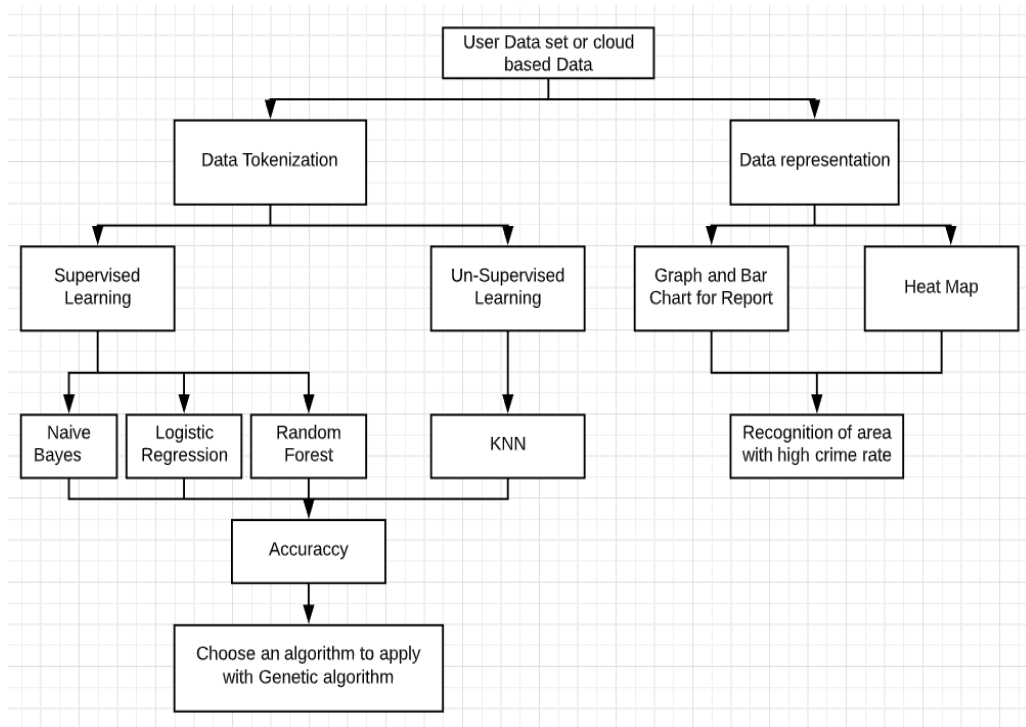 User Data set or cloud
based Data
Data Tokenization
Data representation
Supervised
Learning
Un-Supervised
Learning
Graph and Bar
Chart for Report
Heat Map
Naive
Bayes
Logistic
Regression
Random
Forest
KNN
Recognition of area
with high crime rate
Accuraccy
Choose an algorithm to apply
with Genetic algorithm